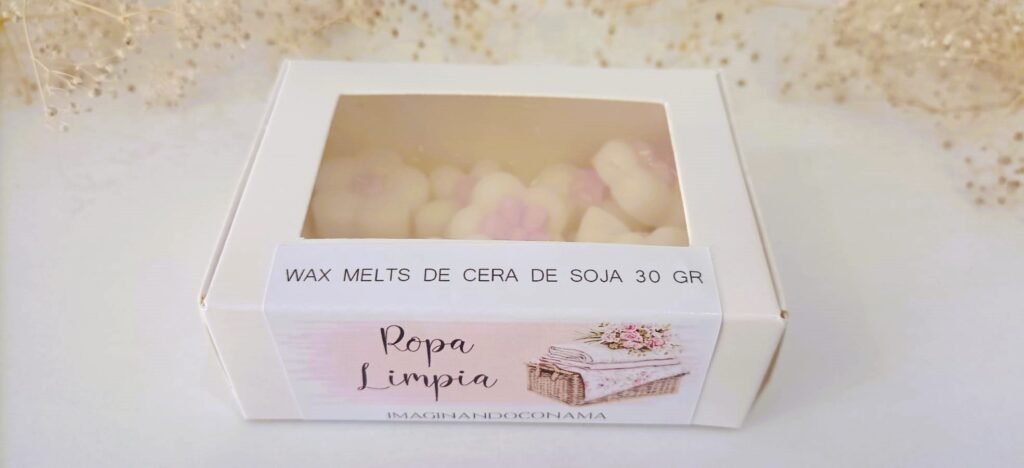 WAX MELTS DE CERA DE SOJA 30 GR
Ropa
Limpia
IMAGINANDOCONAMA